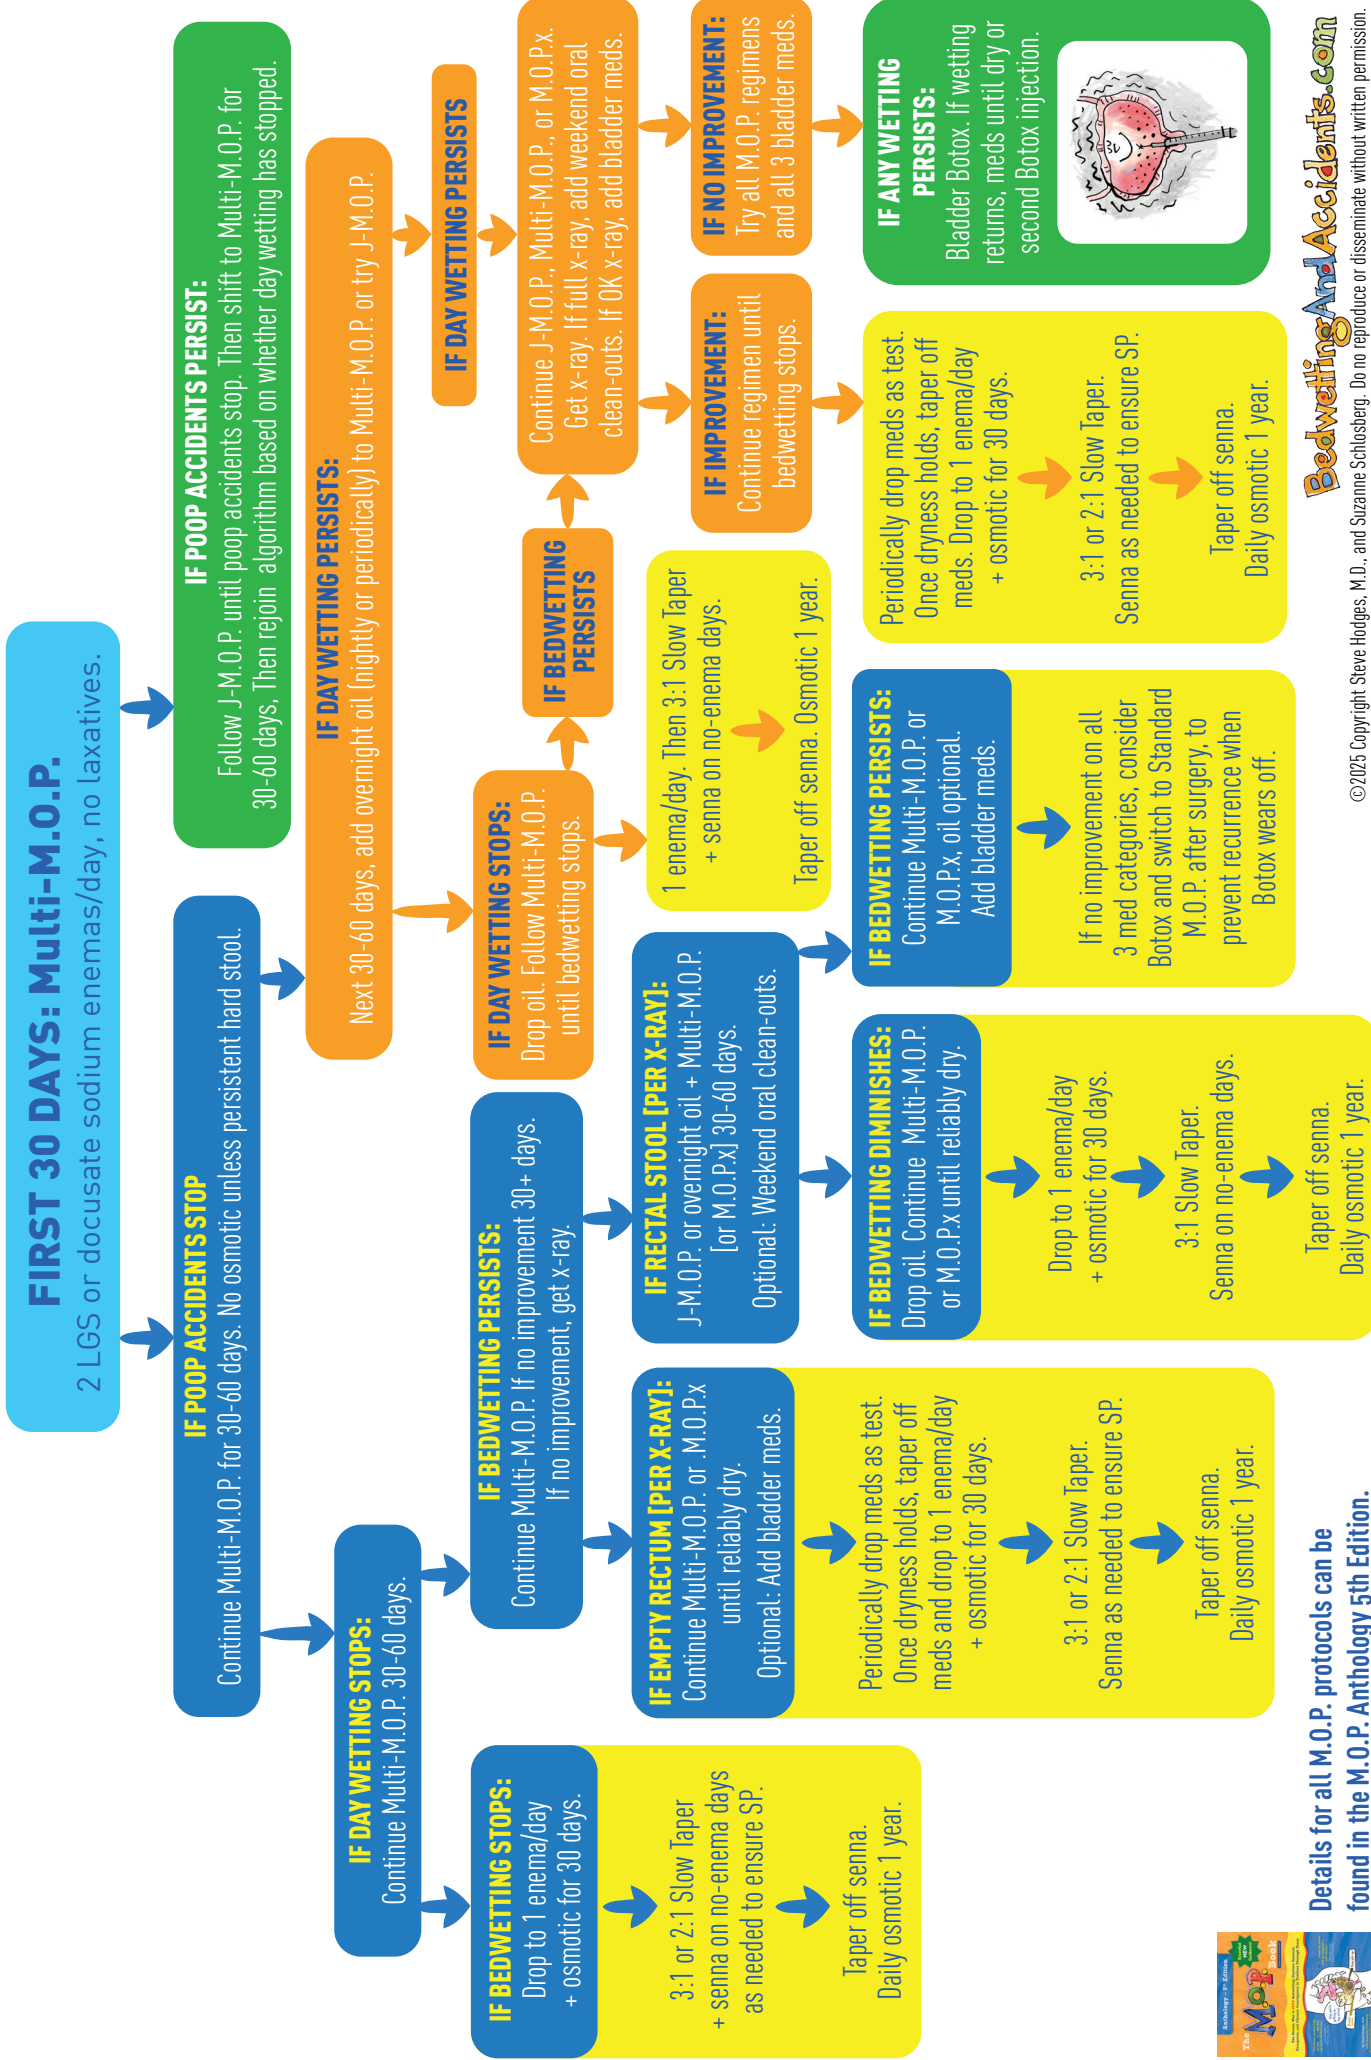 FIRST 30 DAYS: Multi-M.O.P.
2 LGS or docusate sodium enemas/day, no laxatives.
IF POOP ACCIDENTS STOP
Continue Multi-M.O.P. for 30-60 days. No osmotic unless persistent hard stool.
IF POOP ACCIDENTS PERSIST:
Follow J-M.O.P. until poop accidents stop. Then shift to Multi-M.O.P. for
30-60 days, Then rejoin algorithm based on whether day wetting has stopped.
IF DAY WETTING STOPS:
Continue Multi-M.O.P. 30-60 days.
IF DAY WETTING PERSISTS:
Next 30-60 days, add overnight oil (nightly or periodically) to Multi-M.O.P. or try J-M.O.P.
IF BEDWETTING STOPS:
Drop to 1 enema/day
+ osmotic for 30 days.
3:1 or 2:1 Slow Taper
+ senna on no-enema days
as needed to ensure SP.
Taper off senna.
Daily osmotic 1 year.
IF BEDWETTING PERSISTS:
Continue Multi-M.O.P. If no improvement 30+ days.
If no improvement, get x-ray.
IF EMPTY RECTUM [PER X-RAY]:
Continue Multi-M.O.P. or .M.O.P.x
until reliably dry.
Optional: Add bladder meds.
Periodically drop meds as test.
Once dryness holds, taper off
meds and drop to 1 enema/day
+ osmotic for 30 days.
3:1 or 2:1 Slow Taper.
Senna as needed to ensure SP.
Taper off senna.
Daily osmotic 1 year.
IF RECTAL STOOL [PER X-RAY]:
J-M.O.P. or overnight oil + Multi-M.O.P.
[or M.O.P.x] 30-60 days.
Optional: Weekend oral clean-outs.
IF BEDWETTING DIMINISHES:
Drop oil. Continue Multi-M.O.P.
or M.O.P.x until reliably dry.
Drop to 1 enema/day
+ osmotic for 30 days.
3:1 Slow Taper.
Senna on no-enema days.
Taper off senna.
Daily osmotic 1 year.
IF BEDWETTING PERSISTS:
Continue Multi-M.O.P. or
M.O.P.x, oil optional.
Add bladder meds.
If no improvement on all
3 med categories, consider
Botox and switch to Standard
M.O.P. after surgery, to
prevent recurrence when
Botox wears off.
IF DAY WETTING STOPS:
Drop oil. Follow Multi-M.O.P.
until bedwetting stops.
1 enema/day. Then 3:1 Slow Taper
+ senna on no-enema days.
Taper off senna. Osmotic 1 year.
IF BEDWETTING
PERSISTS
IF DAY WETTING PERSISTS
Continue J-M.O.P., Multi-M.O.P., or M.O.P.x.
Get x-ray. If full x-ray, add weekend oral
clean-outs. If OK x-ray, add bladder meds.
IF IMPROVEMENT:
Continue regimen until
bedwetting stops.
Periodically drop meds as test.
Once dryness holds, taper off
meds. Drop to 1 enema/day
+ osmotic for 30 days.
3:1 or 2:1 Slow Taper.
Senna as needed to ensure SP.
Taper off senna.
Daily osmotic 1 year.
IF NO IMPROVEMENT:
Try all M.O.P. regimens
and all 3 bladder meds.
IF ANY WETTING
PERSISTS:
Bladder Botox. If wetting
returns, meds until dry or
second Botox injection.
Anthology - 5th Edition
The
M.O.P.
Book
NEW
Details for all M.O.P. protocols can be
found in the M.O.P. Anthology 5th Edition.
BedwettingAndAccidents.com
©2025 Copyright Steve Hodges, M.D., and Suzanne Schlosberg. Do no reproduce or disseminate without written permission.